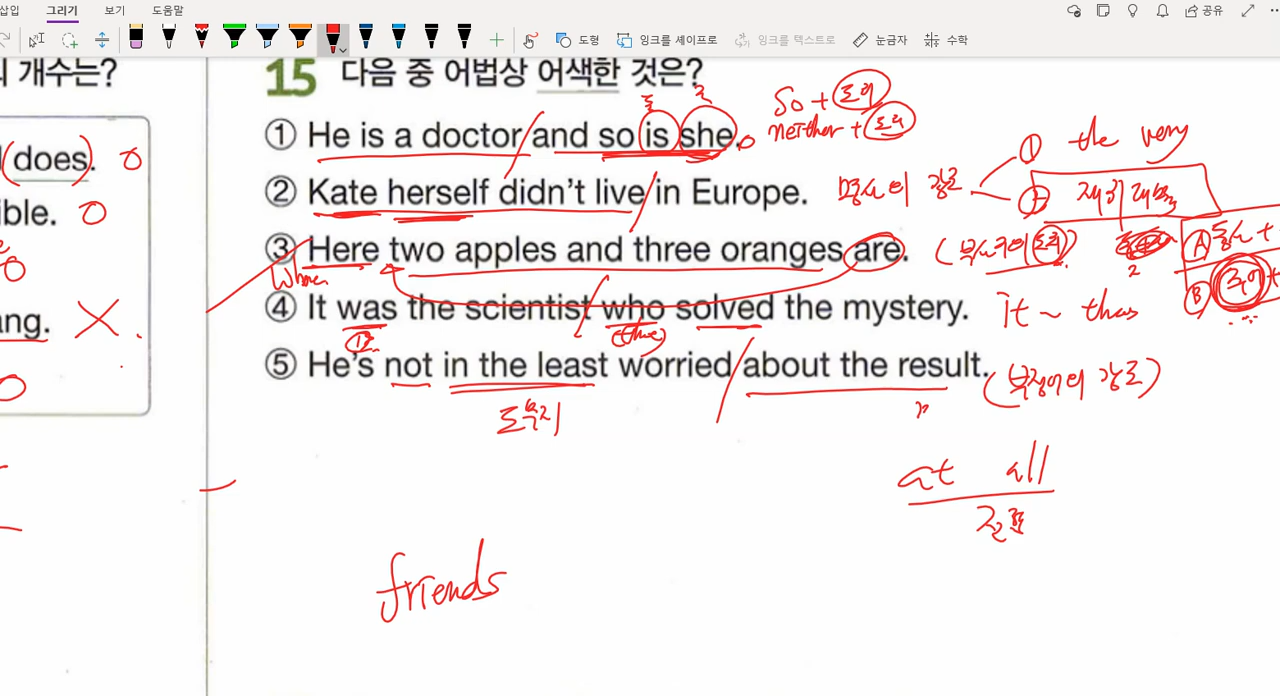 삽입 그리기 보기 도움말
공유
도형 잉크를 셰이프로 잉크를 텍스트로 눈금자 수학
개수는?
does. O
ible. O
ang. X
15 다음 중 어법상 어색한 것은?
So + 도치
neither + 도치
① He is a doctor and so is she.
② Kate herself didn't live in Europe.
명사의 강조
① the very
② 재귀대명
③ Here two apples and three oranges are.
(부사구의 도치)
Ⓐ 동사 +
Ⓑ 주어 +
Where
④ It was the scientist who solved the mystery.
(that)
It ~ that
⑤ He's not in the least worried about the result.
(부정어의 강조)
도무지
at all
friends